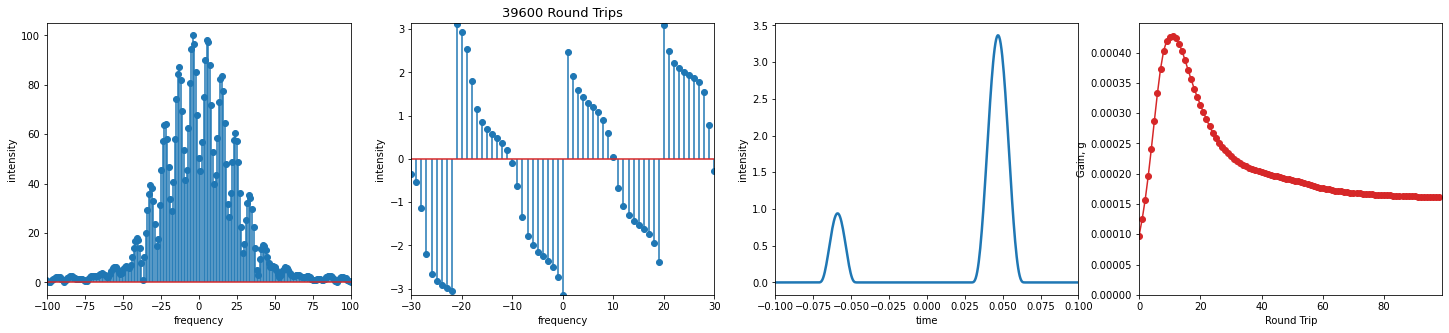 39600 Round Trips
intensity
100
80
60
40
20
0
−100 −75 −50 −25 0 25 50 75 100
frequency
intensity
3
2
1
0
−1
−2
−3
−30 −20 −10 0 10 20 30
frequency
intensity
3.5
3.0
2.5
2.0
1.5
1.0
0.5
0.0
−0.100 −0.075 −0.050 −0.025 0.000 0.025 0.050 0.075 0.100
time
Gain, g
0.00040
0.00035
0.00030
0.00025
0.00020
0.00015
0.00010
0.00005
0.00000
0 20 40 60 80
Round Trip